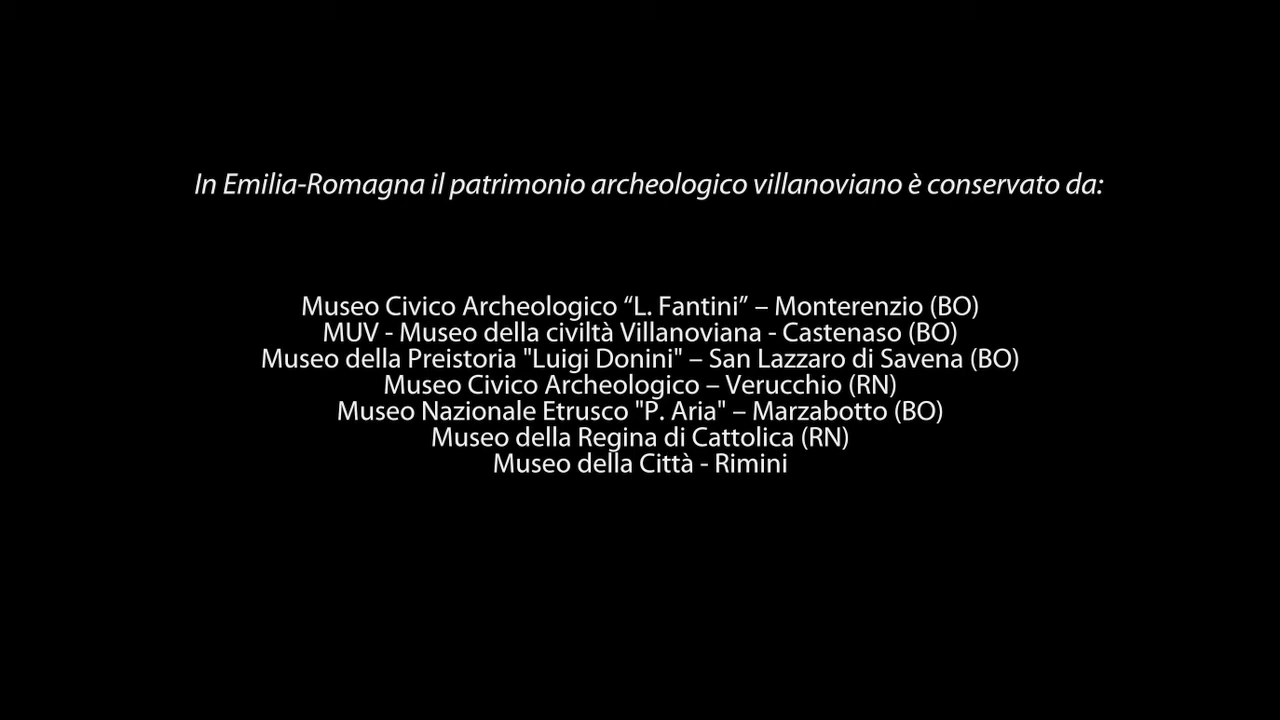 In Emilia-Romagna il patrimonio archeologico villanoviano è conservato da:
Museo Civico Archeologico “L. Fantini” – Monterenzio (BO)
MUV - Museo della civiltà Villanoviana - Castenaso (BO)
Museo della Preistoria "Luigi Donini" – San Lazzaro di Savena (BO)
Museo Civico Archeologico – Verucchio (RN)
Museo Nazionale Etrusco "P. Aria" – Marzabotto (BO)
Museo della Regina di Cattolica (RN)
Museo della Città - Rimini